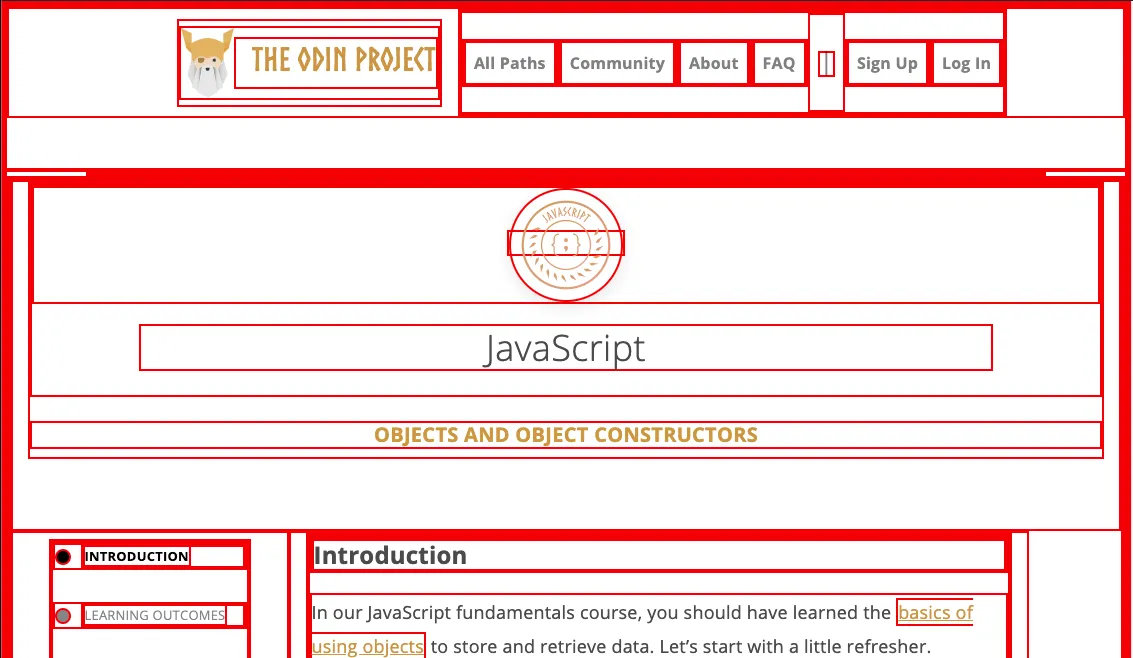 THE ODIN PROJECT
All Paths
Community
About
FAQ
Sign Up
Log In
JAVASCRIPT
{;}
JavaScript
OBJECTS AND OBJECT CONSTRUCTORS
INTRODUCTION
LEARNING OUTCOMES
Introduction
In our JavaScript fundamentals course, you should have learned the basics of
using objects to store and retrieve data. Let’s start with a little refresher.